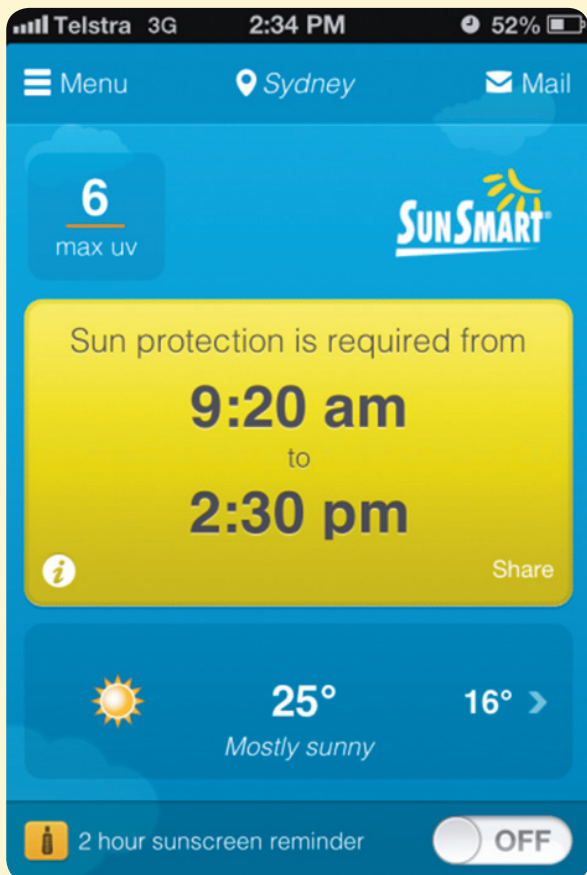 Telstra 3G 2:34 PM 52%
Menu Sydney Mail
6
max uv
SUNSMART
Sun protection is required from
9:20 am
to
2:30 pm
i Share
25° 16°
Mostly sunny
2 hour sunscreen reminder OFF